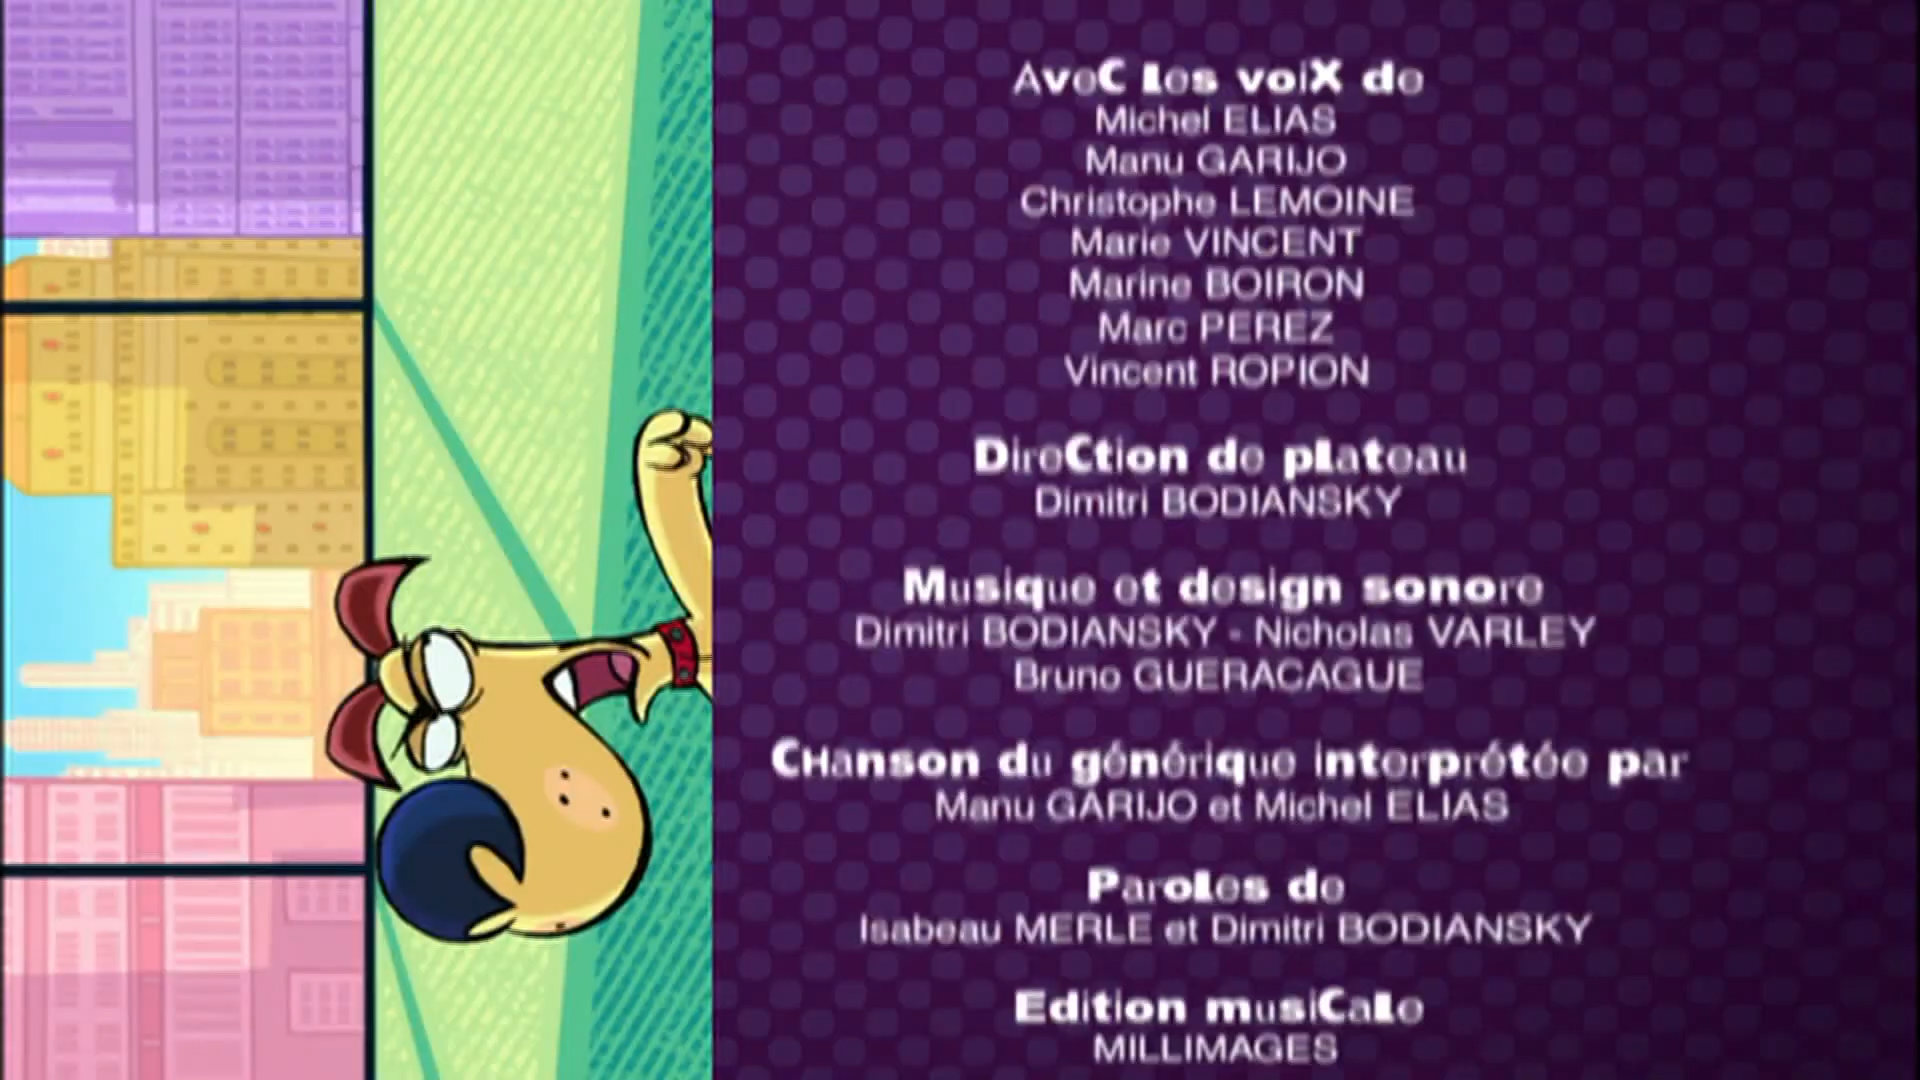 Avec les voix de
Michel ELIAS
Manu GARIJO
Christophe LEMOINE
Marie VINCENT
Marine BOIRON
Marc PEREZ
Vincent ROPION
Direction de plateau
Dimitri BODIANSKY
Musique et design sonore
Dimitri BODIANSKY - Nicholas VARLEY
Bruno GUERACAGUE
Chanson du générique interprétée par
Manu GARIJO et Michel ELIAS
Paroles de
Isabeau MERLE et Dimitri BODIANSKY
Edition musicale
MILLIMAGES